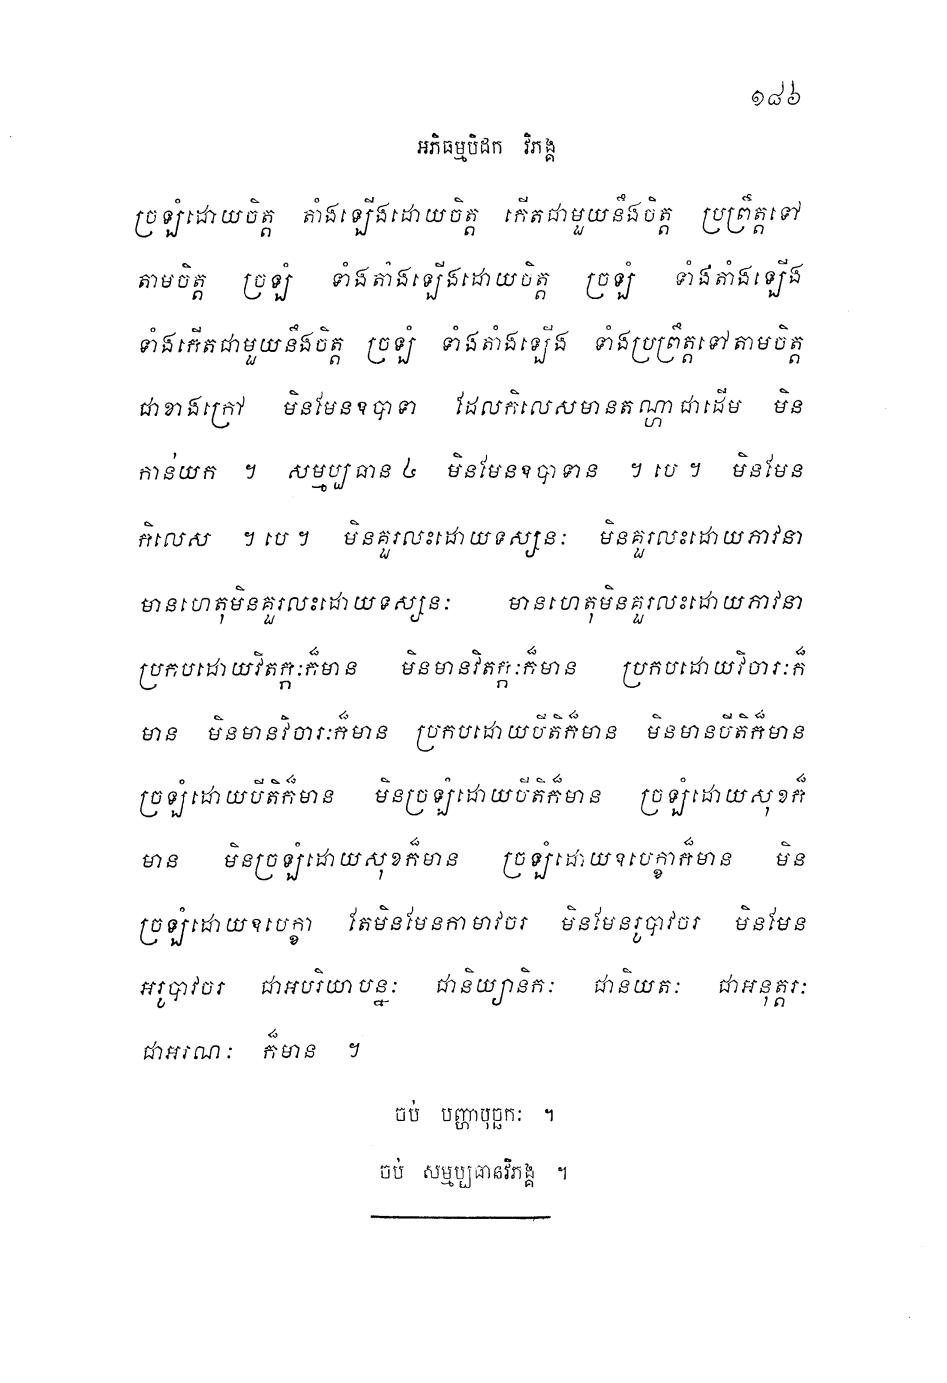 ១៨៦
អភិធម្មបិដក វិភង្គ
ច្រឡំដោយចិត្ត តាំងឡើងដោយចិត្ត កើតជាមួយនឹងចិត្ត ប្រព្រឹត្តទៅ
តាមចិត្ត ច្រឡំ ទាំងតាំងឡើងដោយចិត្ត ច្រឡំ ទាំងតាំងឡើង
ទាំងកើតជាមួយនឹងចិត្ត ច្រឡំ ទាំងតាំងឡើង ទាំងប្រព្រឹត្តទៅតាមចិត្ត
ជាខាងក្រៅ មិនមែនឧបាទា ដែលកិលេសមានតណ្ហាជាដើម មិន
កាន់យក ។ សម្មប្បធាន ៤ មិនមែនឧបាទាន ។ បេ ។ មិនមែន
កិលេស ។ បេ ។ មិនគួរលះដោយទស្សនៈ មិនគួរលះដោយភាវនា
មានហេតុមិនគួរលះដោយទស្សនៈ មានហេតុមិនគួរលះដោយភាវនា
ប្រកបដោយវិតក្កៈក៏មាន មិនមានវិតក្កៈក៏មាន ប្រកបដោយវិចារៈក៏
មាន មិនមានវិចារៈក៏មាន ប្រកបដោយបីតិក៏មាន មិនមានបីតិក៏មាន
ច្រឡំដោយបីតិក៏មាន មិនច្រឡំដោយបីតិក៏មាន ច្រឡំដោយសុខក៏
មាន មិនច្រឡំដោយសុខក៏មាន ច្រឡំដោយឧបេក្ខាក៏មាន មិន
ច្រឡំដោយឧបេក្ខា តែមិនមែនកាមាវចរ មិនមែនរូបាវចរ មិនមែន
អរូបាវចរ ជាអបរិយាបន្នៈ ជានិយ្យានិកៈ ជានិយតៈ ជាអនុត្តរៈ
ជាអរណៈ ក៏មាន ។
ចប់ បញ្ហាបុច្ឆកៈ ។
ចប់ សម្មប្បធានវិភង្គ ។